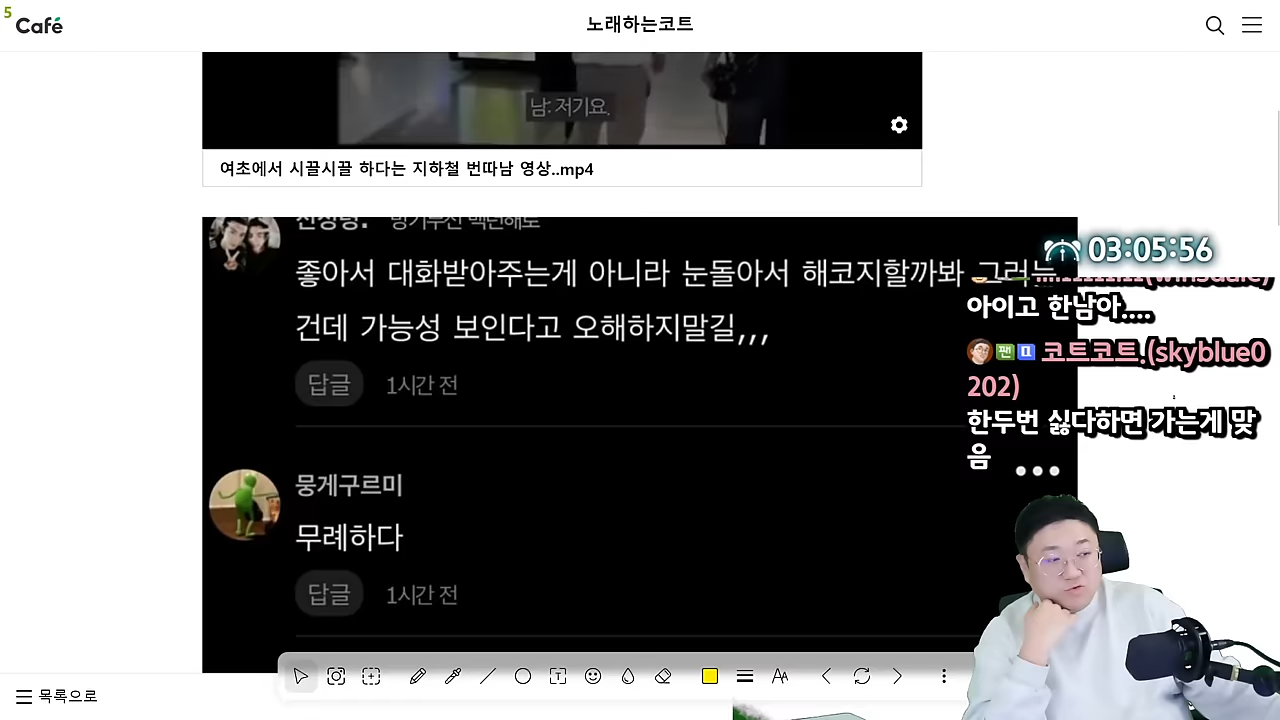 5
Café
노래하는코트
남: 저기요.
여초에서 시끌시끌 하다는 지하철 번따남 영상..mp4
03:05:56
좋아서 대화받아주는게 아니라 눈돌아서 해코지할까봐 그러는
건데 가능성 보인다고 오해하지말길,,,
답글 1시간 전
아이고 한남아....
팬 코트코트.(skyblue0
202)
한두번 싫다하면 가는게 맞
음
뭉게구르미
무례하다
답글 1시간 전
목록으로